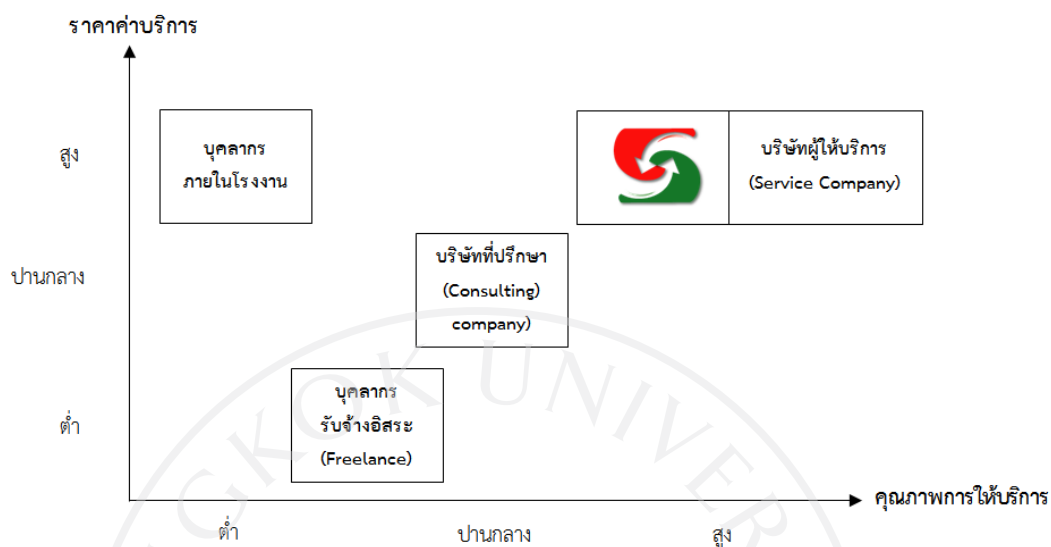 ราคาค่าบริการ
สูง
บุคลากร
ภายในโรงงาน
บริษัทผู้ให้บริการ
(Service Company)
ปานกลาง
บริษัทที่ปรึกษา
(Consulting)
company)
ต่ำ
บุคลากร
รับจ้างอิสระ
(Freelance)
GKOK UNIVER
คุณภาพการให้บริการ
ต่ำ
ปานกลาง
สูง